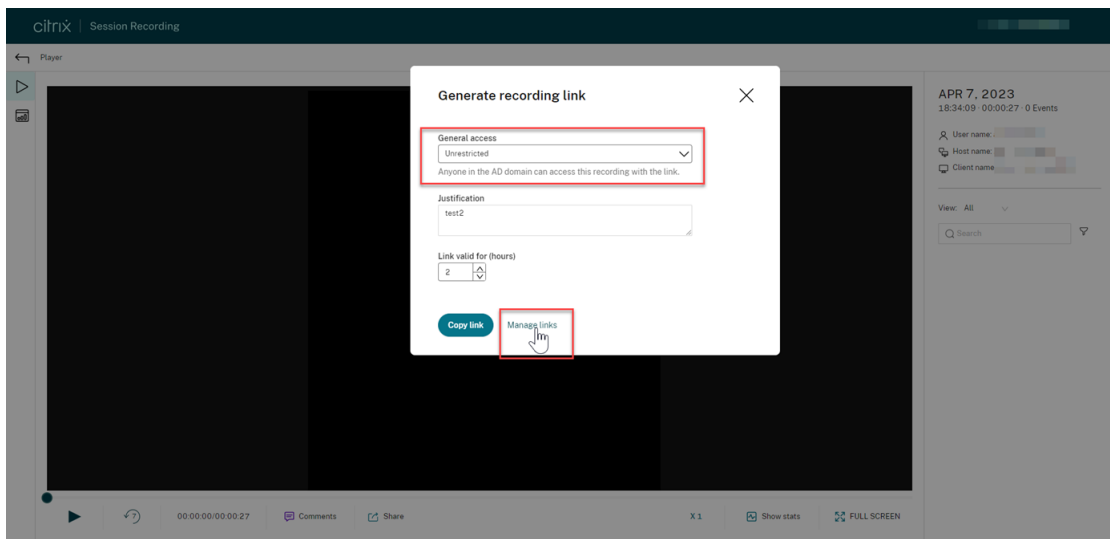 citrix | Session Recording
Player
Generate recording link
General access
Unrestricted
Anyone in the AD domain can access this recording with the link.
Justification
test2
Link valid for (hours)
2
Copy link
Manage links
APR 7, 2023
18:34:09 · 00:00:27 · 0 Events
User name:
Host name:
Client name
View: All
Search
00:00:00/00:00:27
Comments
Share
X 1
Show stats
FULL SCREEN